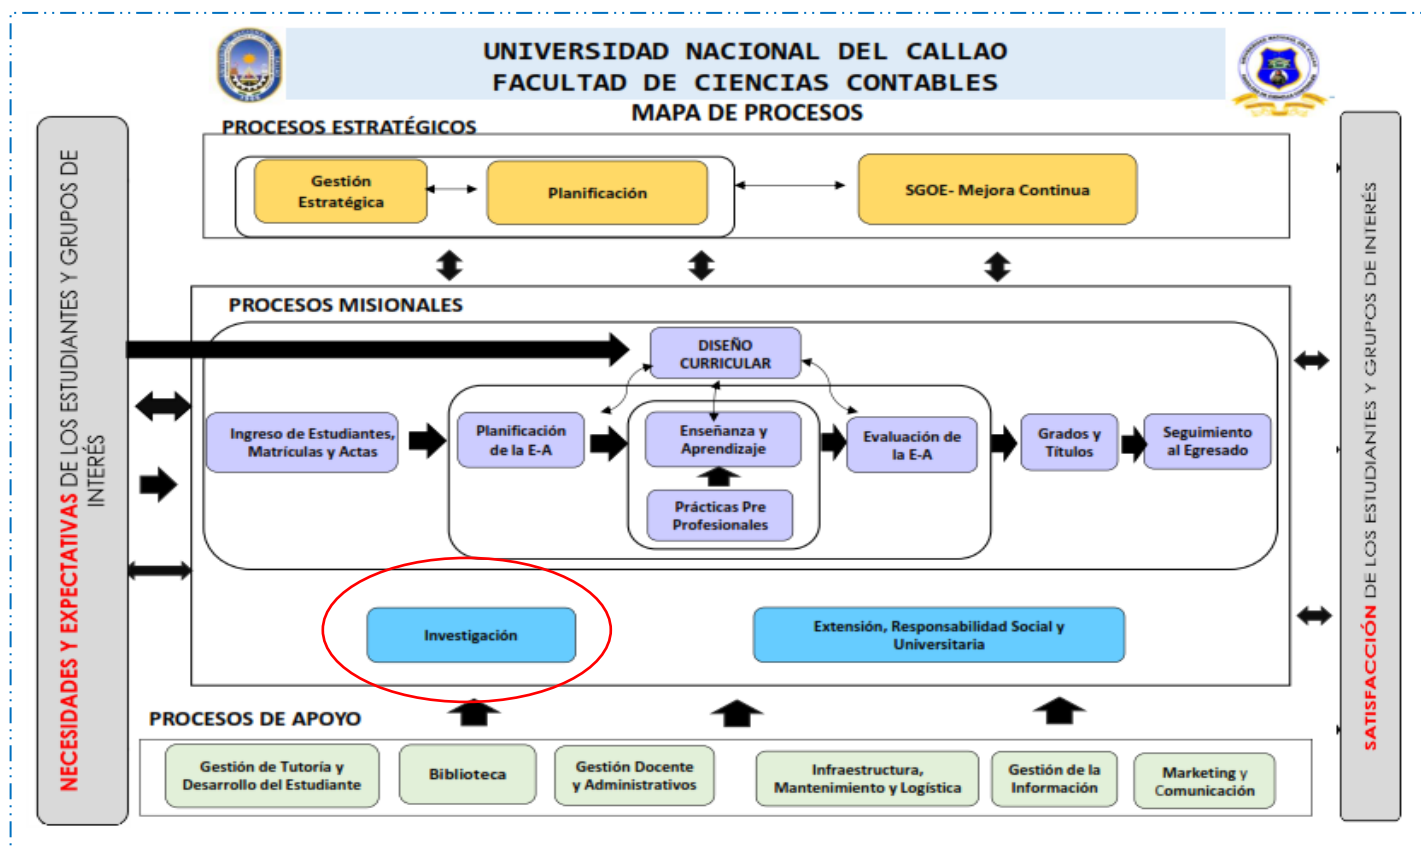 UNIVERSIDAD NACIONAL DEL CALLAO
FACULTAD DE CIENCIAS CONTABLES
MAPA DE PROCESOS
NECESIDADES Y EXPECTATIVAS DE LOS ESTUDIANTES Y GRUPOS DE
INTERÉS
PROCESOS ESTRATÉGICOS
Gestión
Estratégica
Planificación
SGOE- Mejora Continua
PROCESOS MISIONALES
DISEÑO
CURRICULAR
Ingreso de Estudiantes,
Matrículas y Actas
Planificación
de la E-A
Enseñanza y
Aprendizaje
Prácticas Pre
Profesionales
Evaluación de
la E-A
Grados y
Títulos
Seguimiento
al Egresado
Investigación
Extensión, Responsabilidad Social y
Universitaria
PROCESOS DE APOYO
Gestión de Tutoría y
Desarrollo del Estudiante
Biblioteca
Gestión Docente
y Administrativos
Infraestructura,
Mantenimiento y Logística
Gestión de la
Información
Marketing y
Comunicación
SATISFACCIÓN DE LOS ESTUDIANTES Y GRUPOS DE INTERÉS